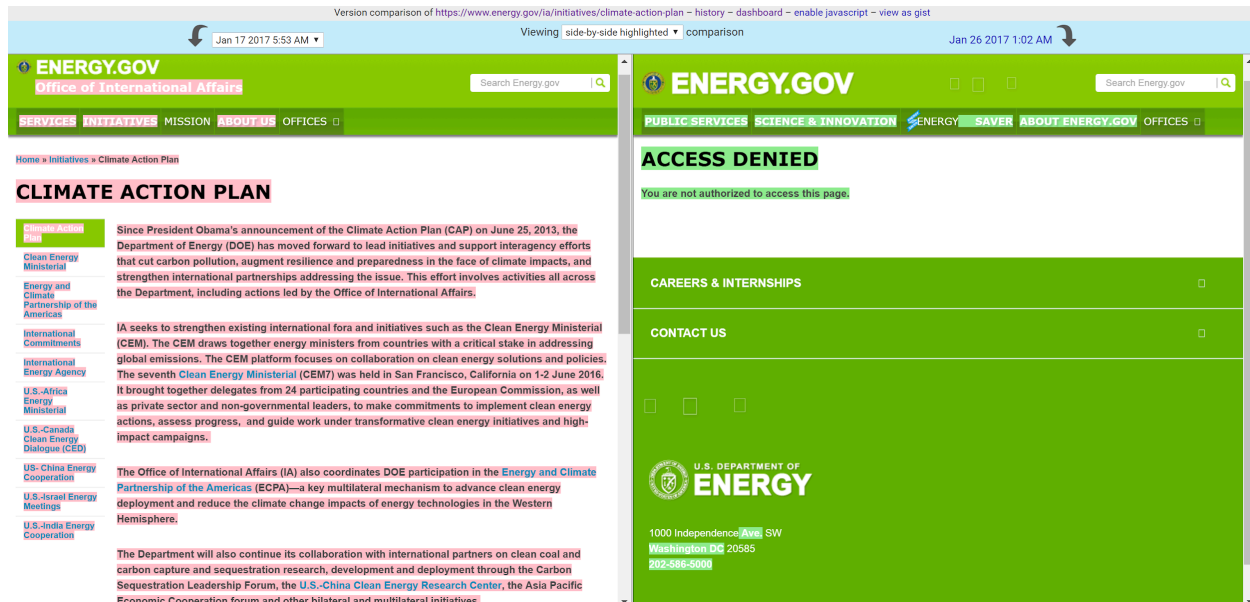 Version comparison of https://www.energy.gov/ia/initiatives/climate-action-plan – history – dashboard – enable javascript – view as gist
Jan 17 2017 5:53 AM
Viewing side-by-side highlighted comparison
Jan 26 2017 1:02 AM
ENERGY.GOV
Office of International Affairs
Search Energy.gov
SERVICES INITIATIVES MISSION ABOUT US OFFICES
Home » Initiatives » Climate Action Plan
CLIMATE ACTION PLAN
Climate Action
Plan
Clean Energy
Ministerial
Energy and
Climate
Partnership of the
Americas
International
Commitments
International
Energy Agency
U.S.-Africa
Energy
Ministerial
U.S.-Canada
Clean Energy
Dialogue (CED)
US- China Energy
Cooperation
U.S.-Israel Energy
Meetings
U.S.-India Energy
Cooperation
Since President Obama's announcement of the Climate Action Plan (CAP) on June 25, 2013, the
Department of Energy (DOE) has moved forward to lead initiatives and support interagency efforts
that cut carbon pollution, augment resilience and preparedness in the face of climate impacts, and
strengthen international partnerships addressing the issue. This effort involves activities all across
the Department, including actions led by the Office of International Affairs.
IA seeks to strengthen existing international fora and initiatives such as the Clean Energy Ministerial
(CEM). The CEM draws together energy ministers from countries with a critical stake in addressing
global emissions. The CEM platform focuses on collaboration on clean energy solutions and policies.
The seventh Clean Energy Ministerial (CEM7) was held in San Francisco, California on 1-2 June 2016.
It brought together delegates from 24 participating countries and the European Commission, as well
as private sector and non-governmental leaders, to make commitments to implement clean energy
actions, assess progress, and guide work under transformative clean energy initiatives and high-
impact campaigns.
The Office of International Affairs (IA) also coordinates DOE participation in the Energy and Climate
Partnership of the Americas (ECPA)—a key multilateral mechanism to advance clean energy
deployment and reduce the climate change impacts of energy technologies in the Western
Hemisphere.
The Department will also continue its collaboration with international partners on clean coal and
carbon capture and sequestration research, development and deployment through the Carbon
Sequestration Leadership Forum, the U.S.-China Clean Energy Research Center, the Asia Pacific
Economic Cooperation forum and other bilateral and multilateral initiatives.
ENERGY.GOV
Search Energy.gov
PUBLIC SERVICES SCIENCE & INNOVATION ENERGY SAVER ABOUT ENERGY.GOV OFFICES
ACCESS DENIED
You are not authorized to access this page.
CAREERS & INTERNSHIPS
CONTACT US
U.S. DEPARTMENT OF
ENERGY
1000 Independence Ave. SW
Washington DC 20585
202-586-5000